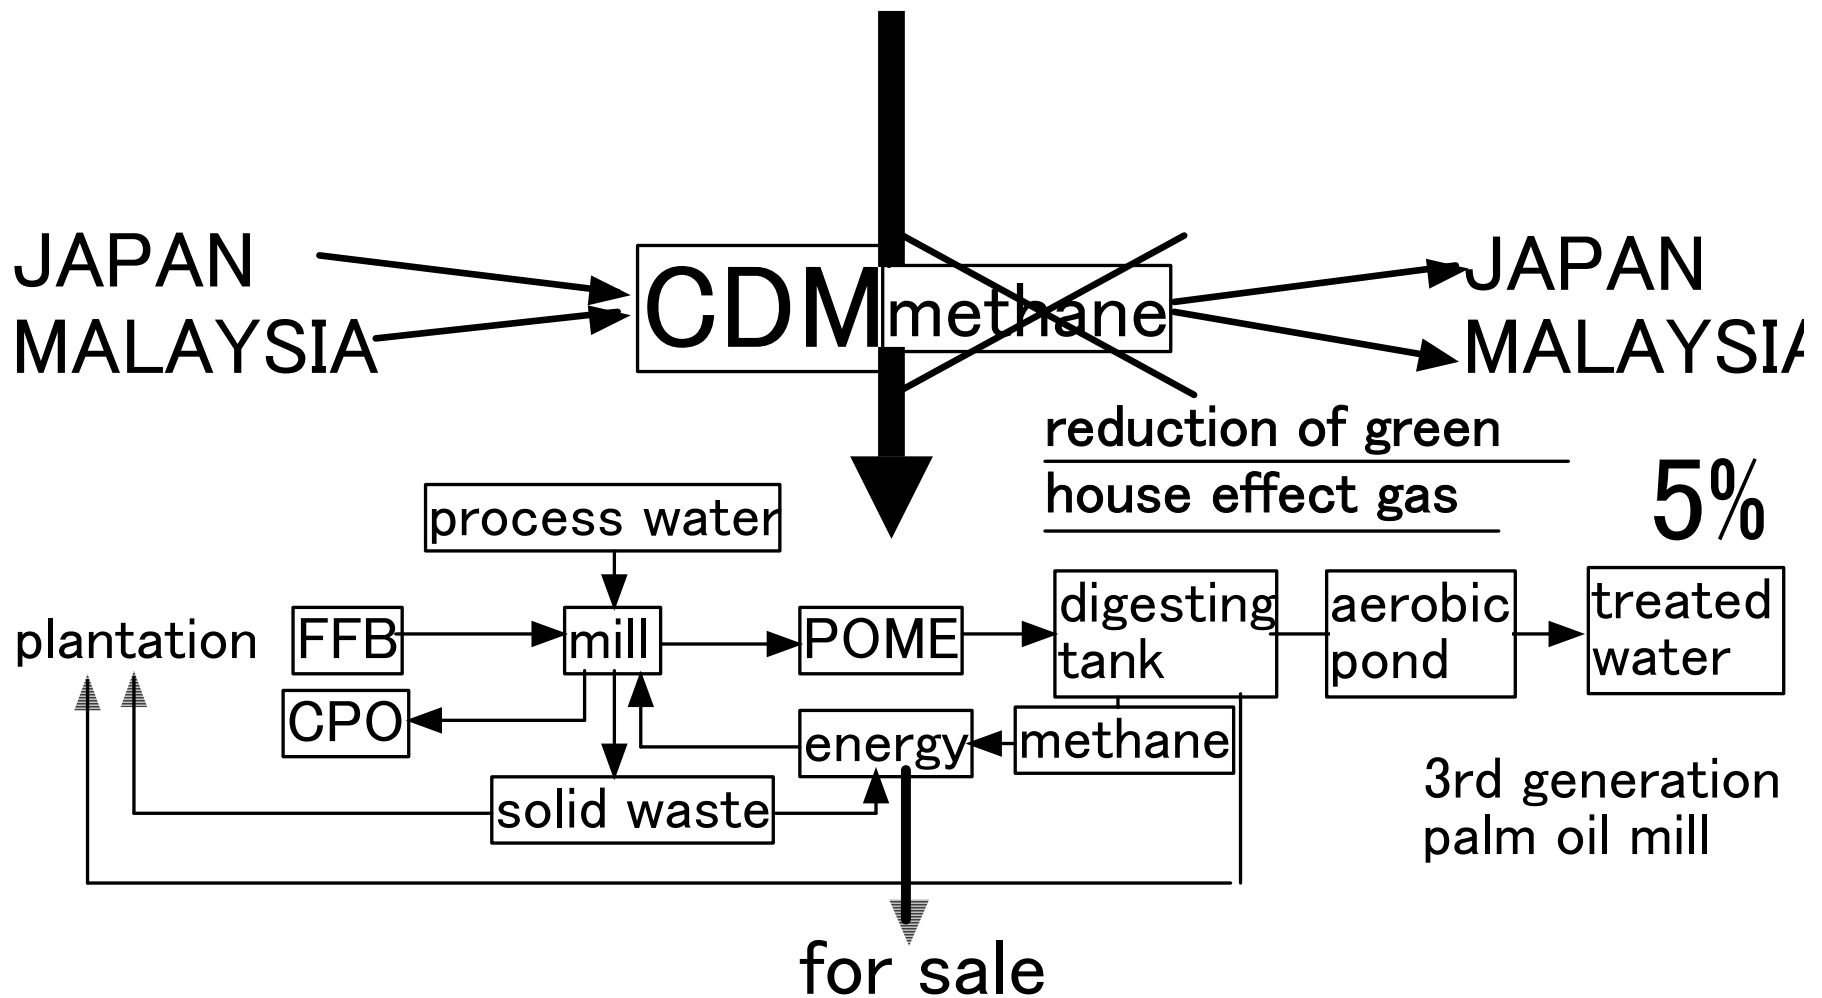 JAPAN
MALAYSIA
CDM
methane
JAPAN
MALAYSIA
reduction of green
house effect gas
5%
process water
plantation
FFB
mill
POME
digesting
tank
aerobic
pond
treated
water
CPO
energy
methane
solid waste
3rd generation
palm oil mill
for sale